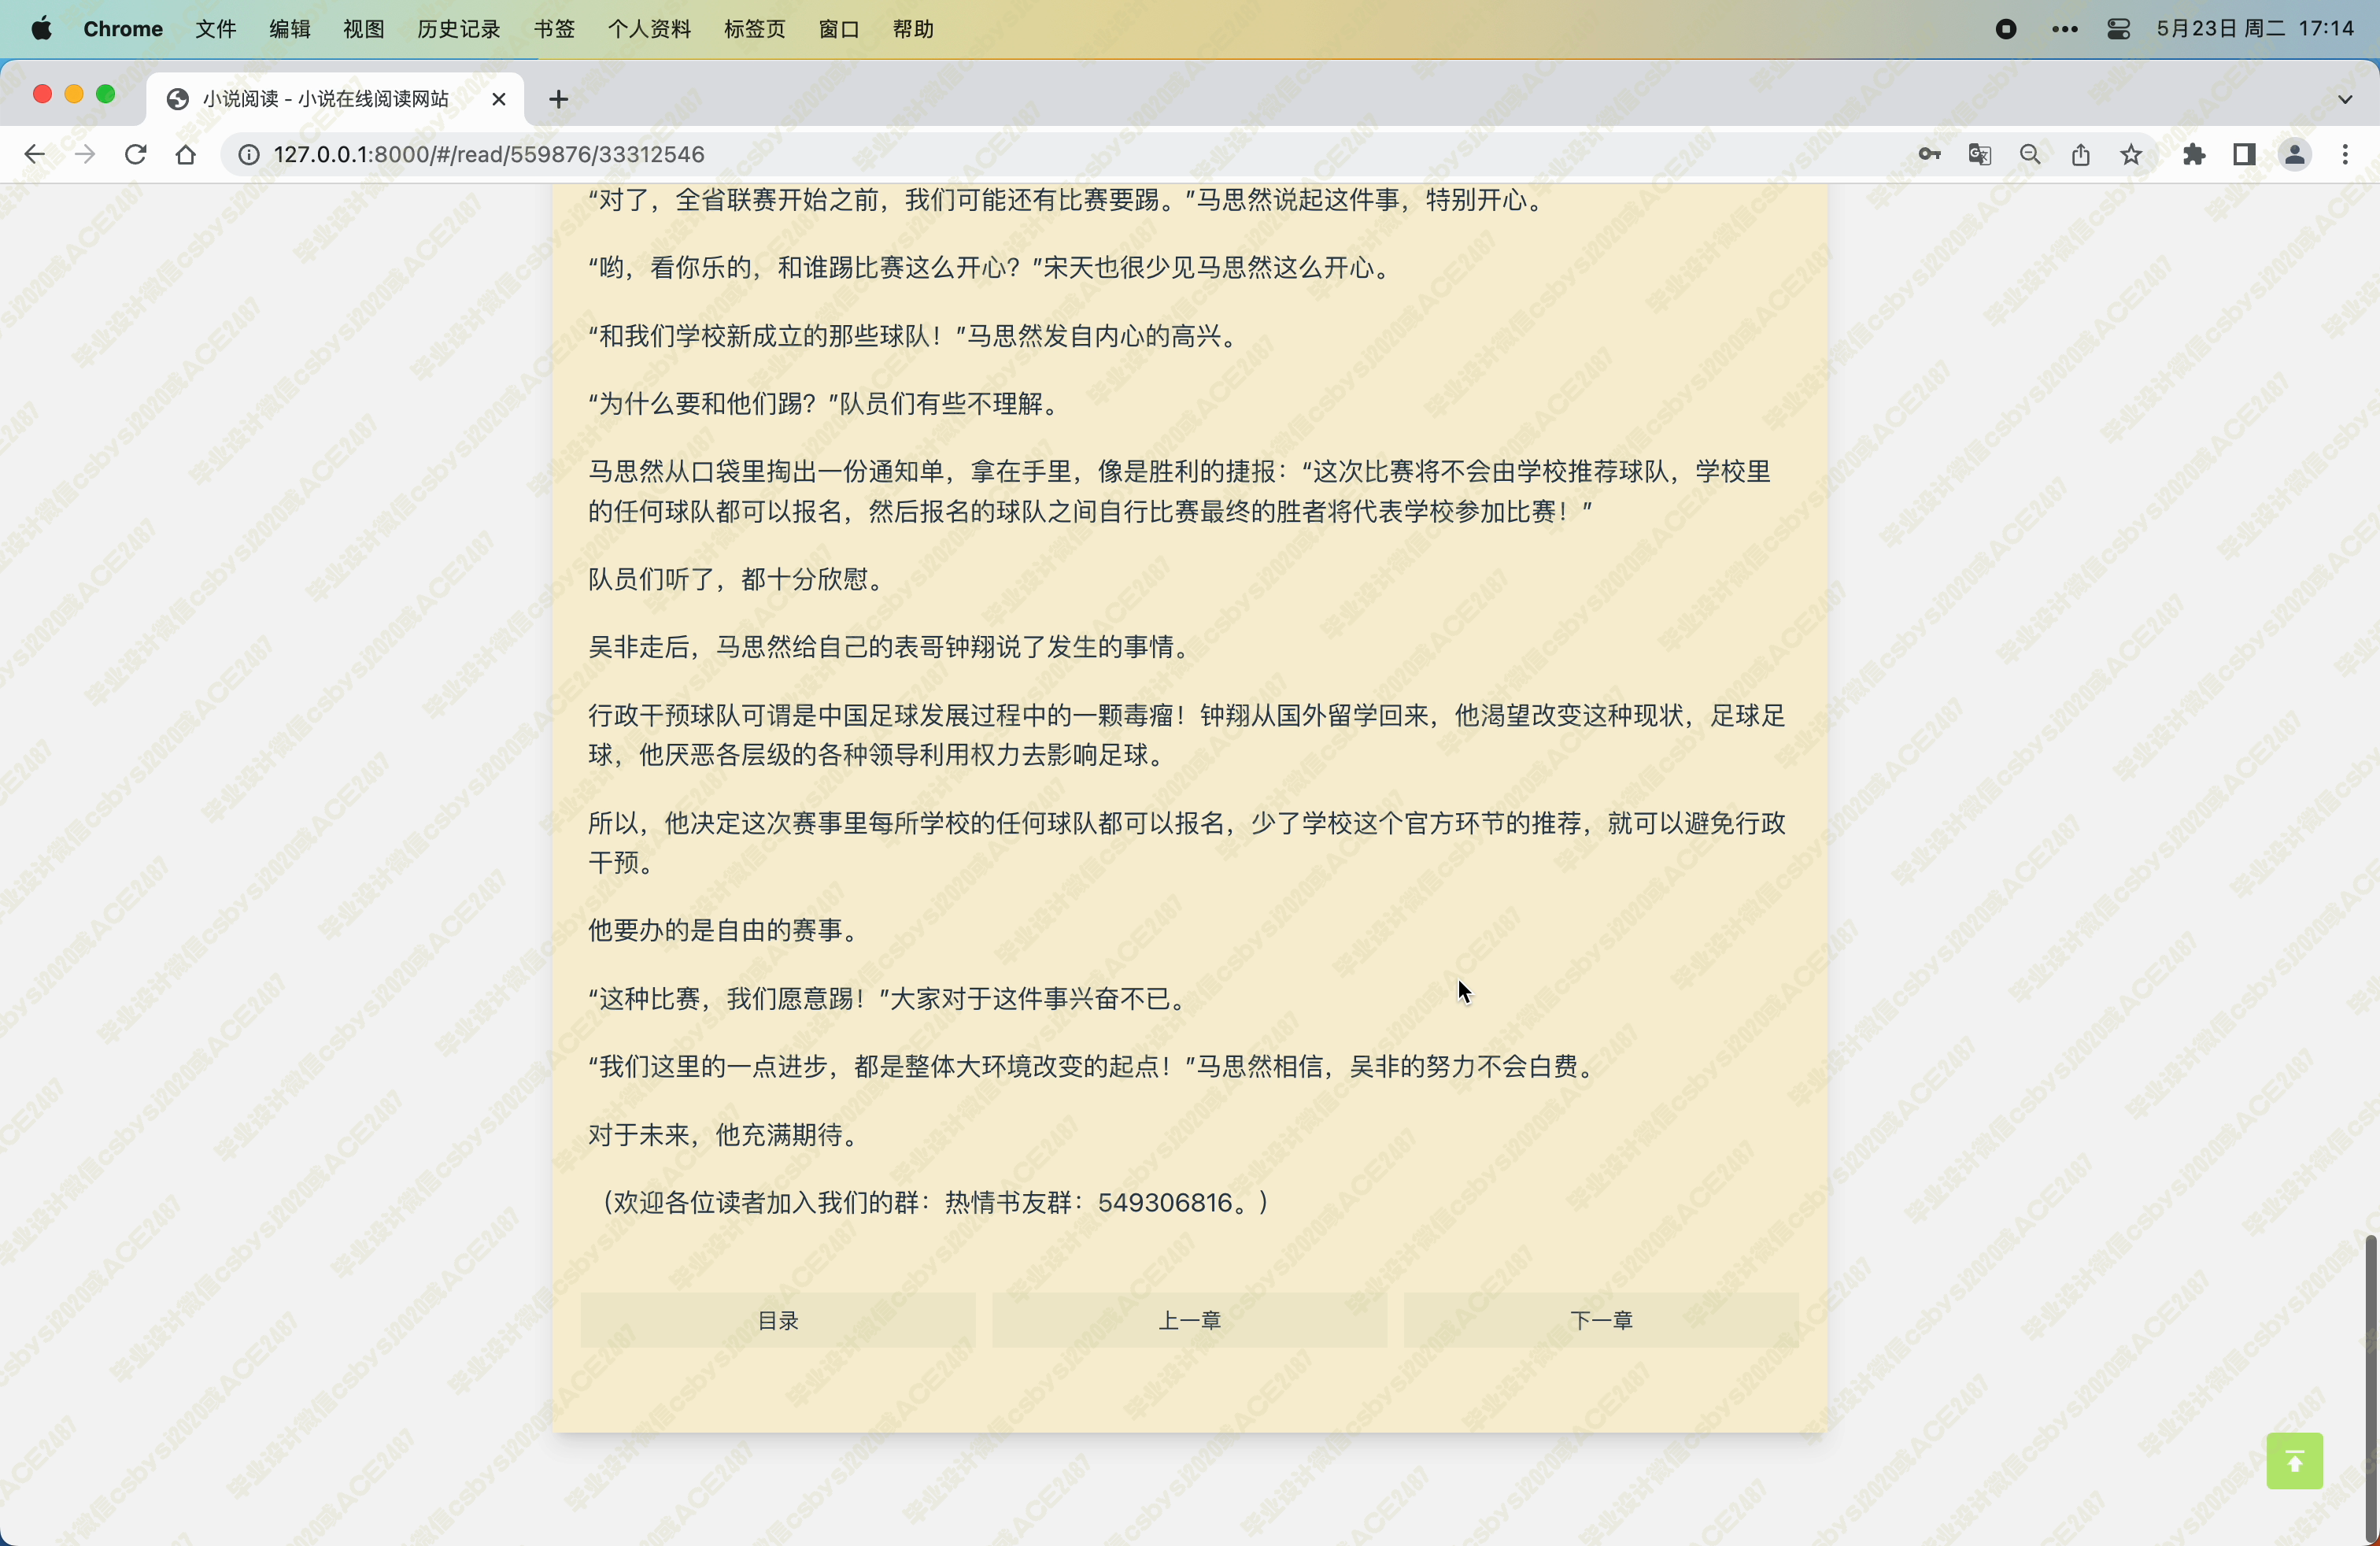 Chrome 文件 编辑 视图 历史记录 书签 个人资料 标签页 窗口 帮助 5月23日 周二 17:14
小说阅读 - 小说在线阅读网站
127.0.0.1:8000/#/read/559876/33312546
“对了，全省联赛开始之前，我们可能还有比赛要踢。”马思然说起这件事，特别开心。
“哟，看你乐的，和谁踢比赛这么开心？”宋天也很少见马思然这么开心。
“和我们学校新成立的那些球队！”马思然发自内心的高兴。
“为什么要和他们踢？”队员们有些不理解。
马思然从口袋里掏出一份通知单，拿在手里，像是胜利的捷报：“这次比赛将不会由学校推荐球队，学校里
的任何球队都可以报名，然后报名的球队之间自行比赛最终的胜者将代表学校参加比赛！”
队员们听了，都十分欣慰。
吴非走后，马思然给自己的表哥钟翔说了发生的事情。
行政干预球队可谓是中国足球发展过程中的一颗毒瘤！钟翔从国外留学回来，他渴望改变这种现状，足球足
球，他厌恶各层级的各种领导利用权力去影响足球。
所以，他决定这次赛事里每所学校的任何球队都可以报名，少了学校这个官方环节的推荐，就可以避免行政
干预。
他要办的是自由的赛事。
“这种比赛，我们愿意踢！”大家对于这件事兴奋不已。
“我们这里的一点进步，都是整体大环境改变的起点！”马思然相信，吴非的努力不会白费。
对于未来，他充满期待。
（欢迎各位读者加入我们的群：热情书友群：549306816。）
目录 上一章 下一章
毕业设计微信csbysj2020或ACE2487